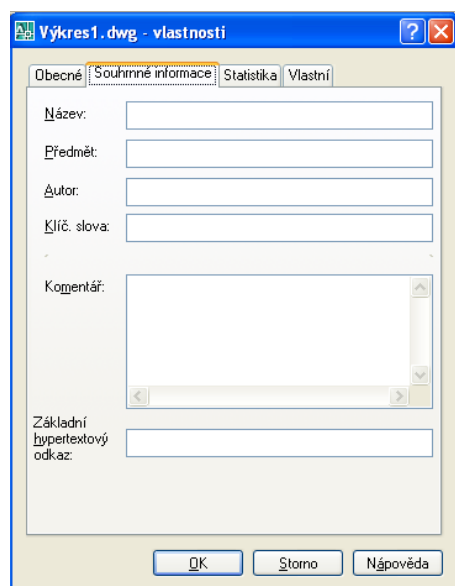 Výkres1.dwg - vlastnosti
Obecné Souhrnné informace Statistika Vlastní
Název:
Předmět:
Autor:
Klíč. slova:
Komentář:
Základní
hypertextový
odkaz:
OK Storno Nápověda